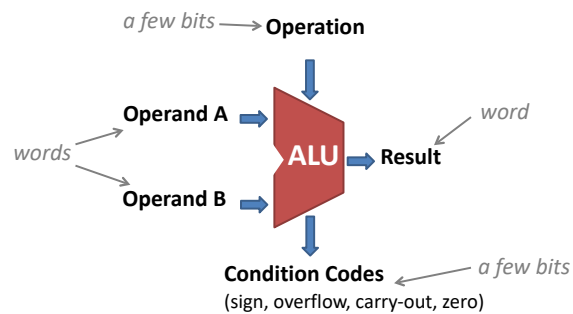 a few bits
Operation
Operand A
word
words
ALU
Result
Operand B
Condition Codes
a few bits
(sign, overflow, carry-out, zero)